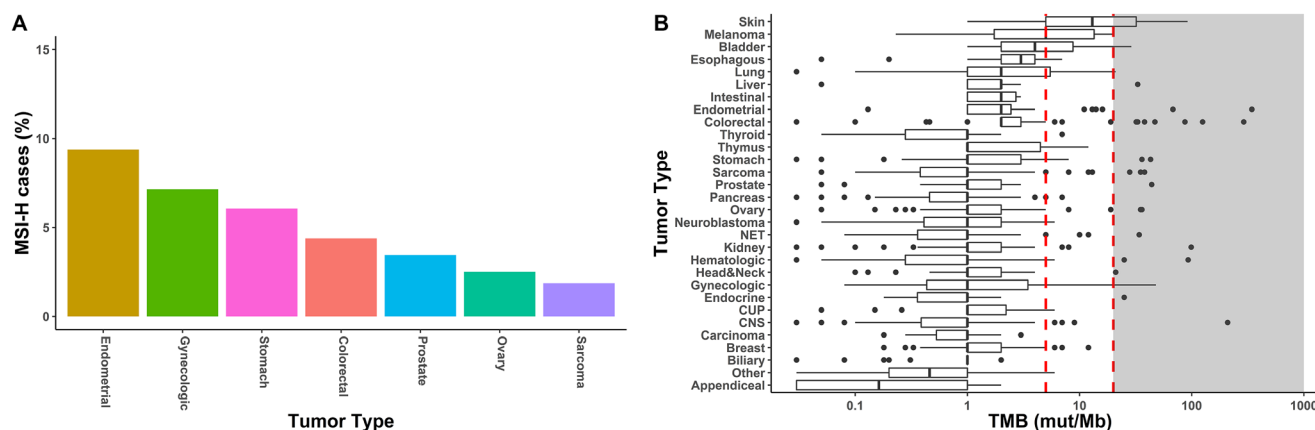 A
MSI-H cases (%)
15
10
5
0
Endometrial
Gynecologic
Stomach
Colorectal
Prostate
Ovary
Sarcoma
Tumor Type
B
Tumor Type
Skin
Melanoma
Bladder
Esophagous
Lung
Liver
Intestinal
Endometrial
Colorectal
Thyroid
Thymus
Stomach
Sarcoma
Prostate
Pancreas
Ovary
Neuroblastoma
NET
Kidney
Hematologic
Head&Neck
Gynecologic
Endocrine
CUP
CNS
Carcinoma
Breast
Biliary
Other
Appendiceal
0.1 1 10 100 1000
TMB (mut/Mb)